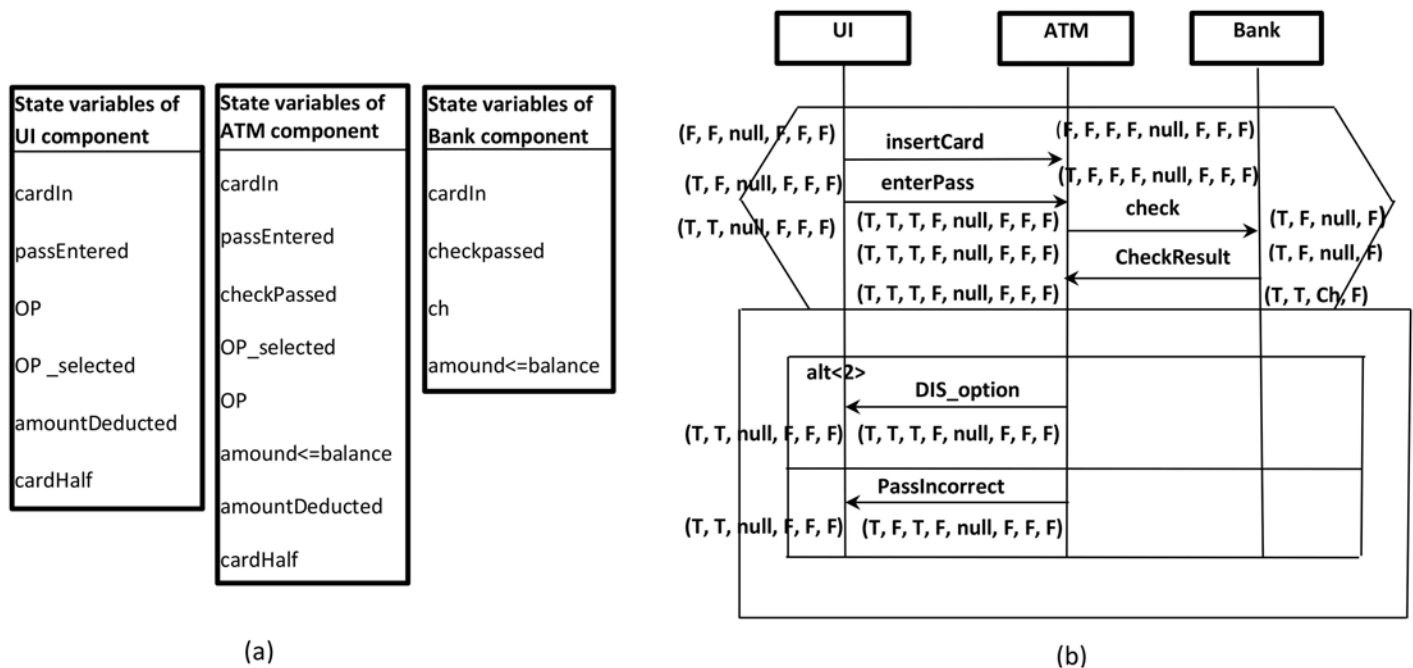 State variables of
UI component
cardIn
passEntered
OP
OP _selected
amountDeducted
cardHalf
State variables of
ATM component
cardIn
passEntered
checkPassed
OP_selected
OP
amound<=balance
amountDeducted
cardHalf
State variables of
Bank component
cardIn
checkpassed
ch
amound<=balance
(a)
UI
ATM
Bank
(F, F, null, F, F, F)
insertCard
(F, F, F, F, null, F, F, F)
(T, F, null, F, F, F)
enterPass
(T, F, F, F, null, F, F, F)
(T, T, null, F, F, F)
(T, T, T, F, null, F, F, F)
check
(T, F, null, F)
(T, T, T, F, null, F, F, F)
CheckResult
(T, F, null, F)
(T, T, T, F, null, F, F, F)
(T, T, Ch, F)
alt<2>
DIS_option
(T, T, null, F, F, F)
(T, T, T, F, null, F, F, F)
PassIncorrect
(T, T, null, F, F, F)
(T, F, T, F, null, F, F, F)
(b)